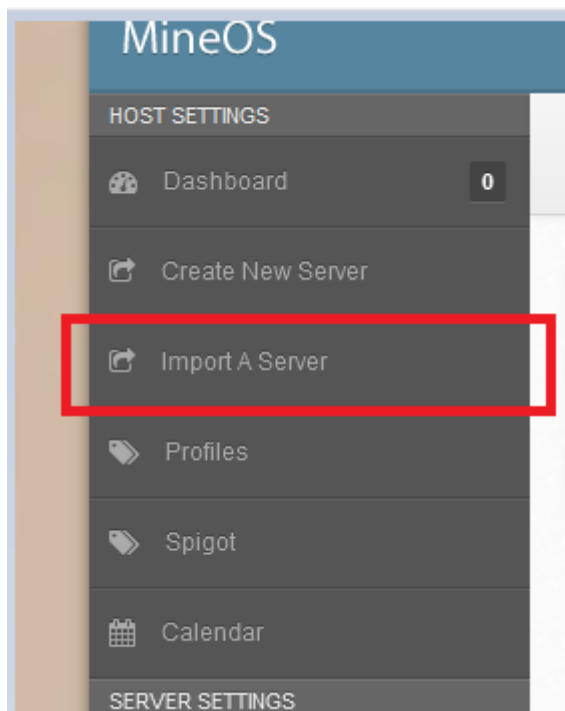 MineOS
HOST SETTINGS
Dashboard 0
Create New Server
Import A Server
Profiles
Spigot
Calendar
SERVER SETTINGS